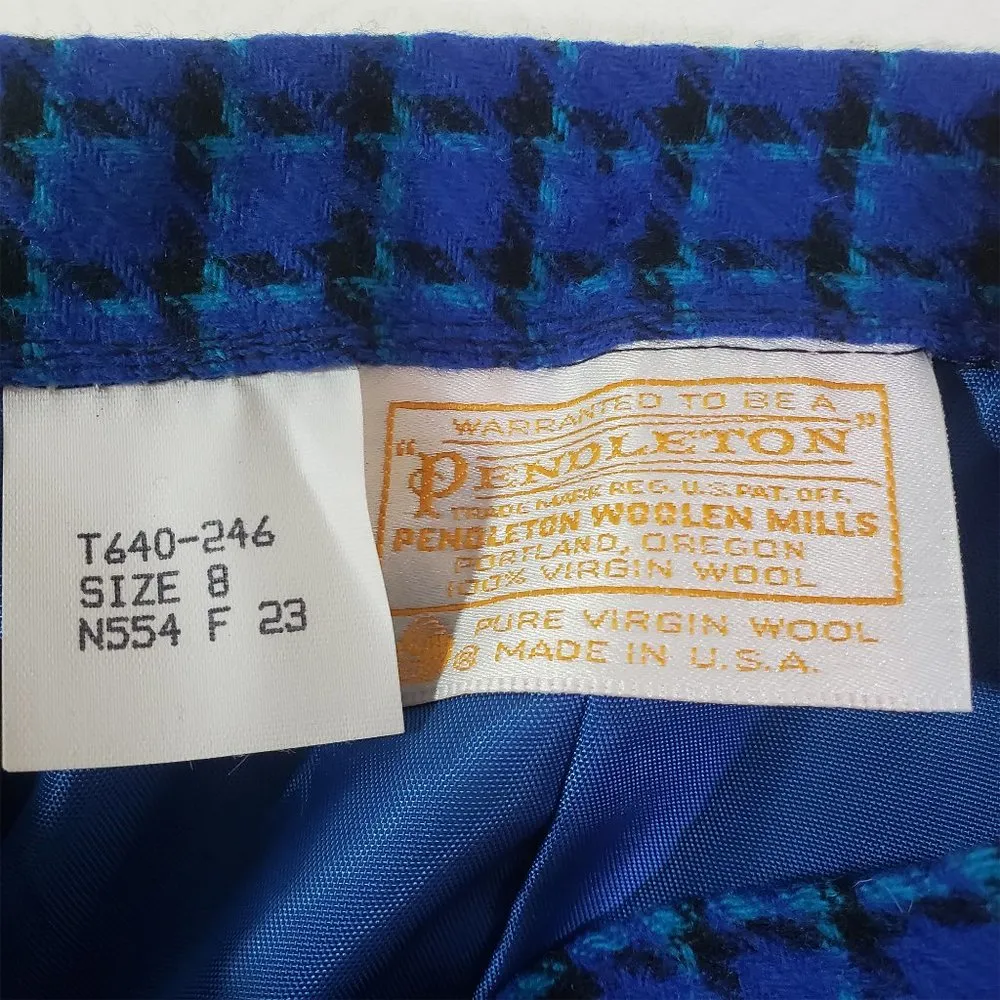 T640-246
SIZE 8
N554 F 23
WARRANTED TO BE A
"PENDLETON"
TRADE MARK REG. U.S. PAT. OFF.
PENDLETON WOOLEN MILLS
PORTLAND, OREGON
100% VIRGIN WOOL
PURE VIRGIN WOOL
® MADE IN U.S.A.